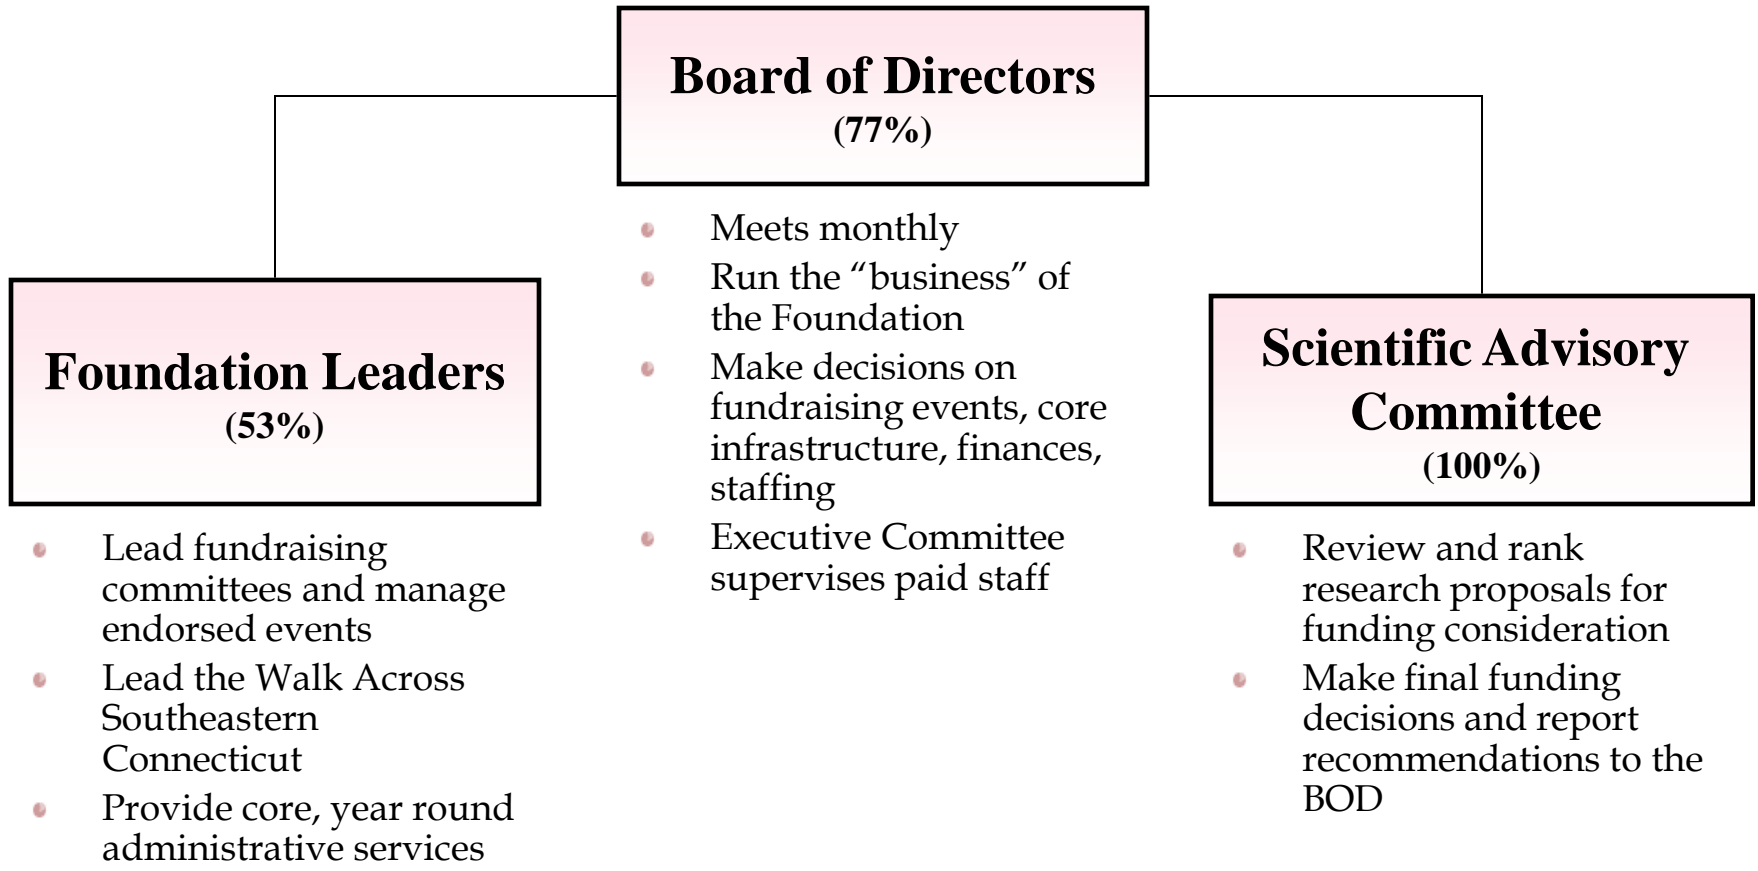 Board of Directors
(77%)
Meets monthly
Run the “business” of
the Foundation
Make decisions on
fundraising events, core
infrastructure, finances,
staffing
Executive Committee
supervises paid staff
Foundation Leaders
(53%)
Lead fundraising
committees and manage
endorsed events
Lead the Walk Across
Southeastern
Connecticut
Provide core, year round
administrative services
Scientific Advisory
Committee
(100%)
Review and rank
research proposals for
funding consideration
Make final funding
decisions and report
recommendations to the
BOD